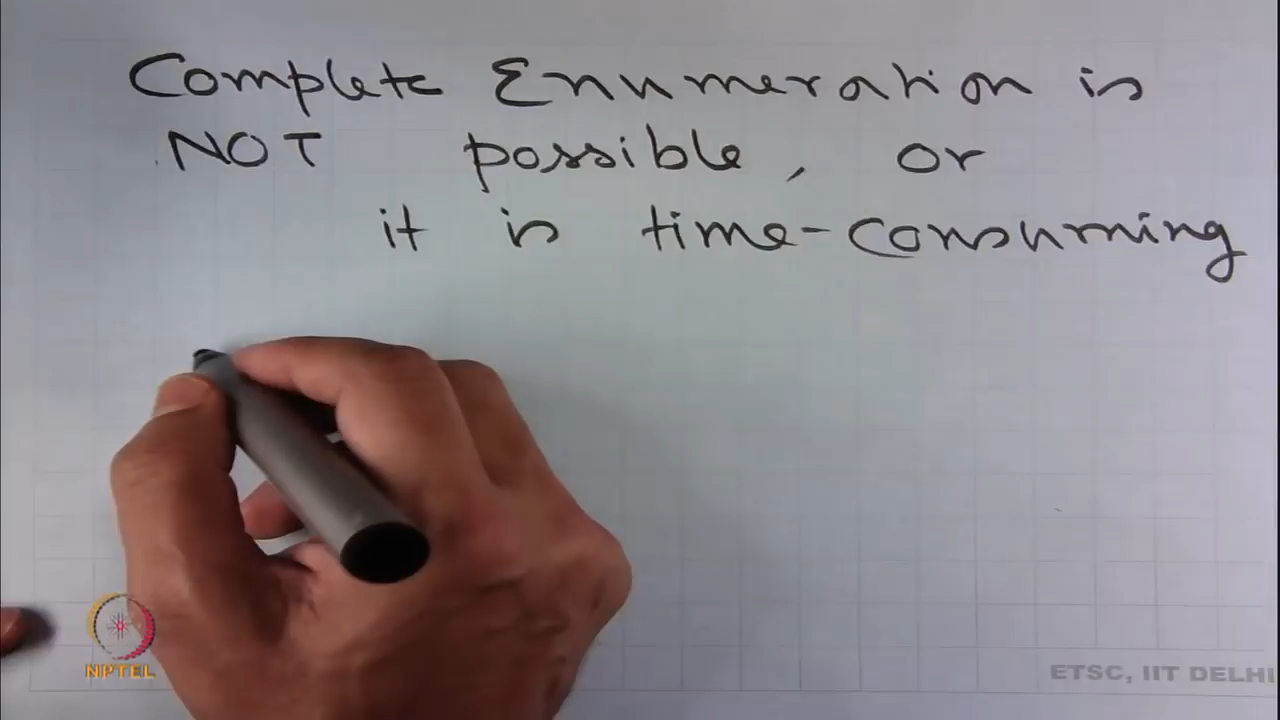 Complete Enumeration is
NOT possible, or
it is time-consuming
NPTEL
ETSC, IIT DELHI